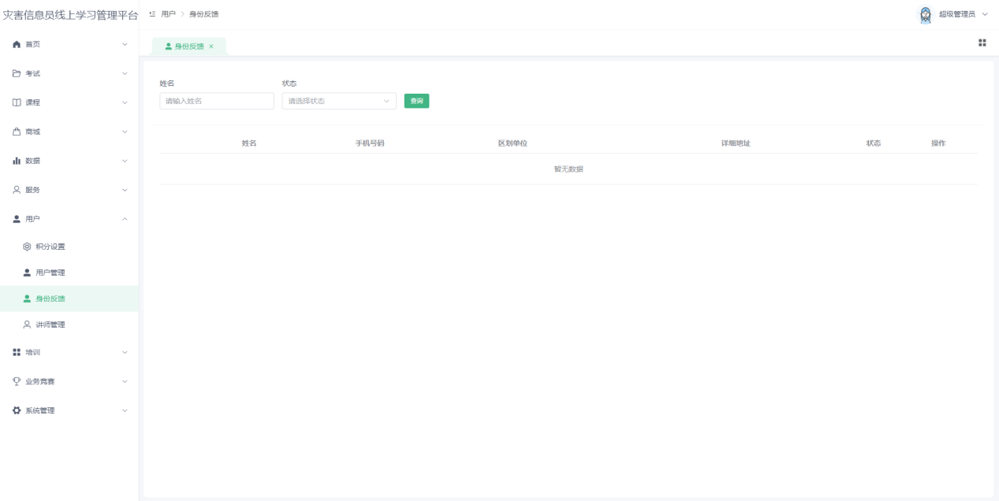 灾害信息员线上学习管理平台
用户 > 身份反馈
超级管理员
首页
考试
课程
商城
数据
服务
用户
积分设置
用户管理
身份反馈
讲师管理
培训
业务竞赛
系统管理
身份反馈 ×
姓名 状态
请输入姓名 请选择状态 查询
姓名 手机号码 区划单位 详细地址 状态 操作
暂无数据